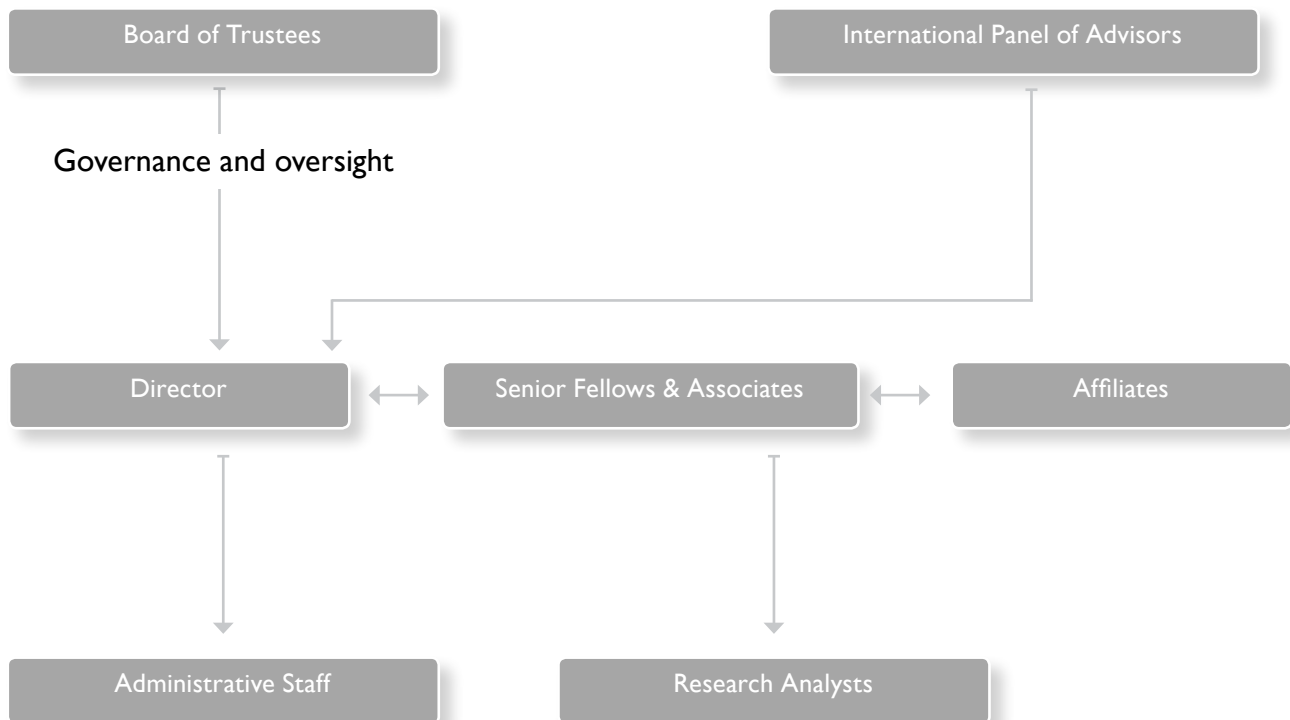 Board of Trustees
International Panel of Advisors
Governance and oversight
Director
Senior Fellows & Associates
Affiliates
Administrative Staff
Research Analysts